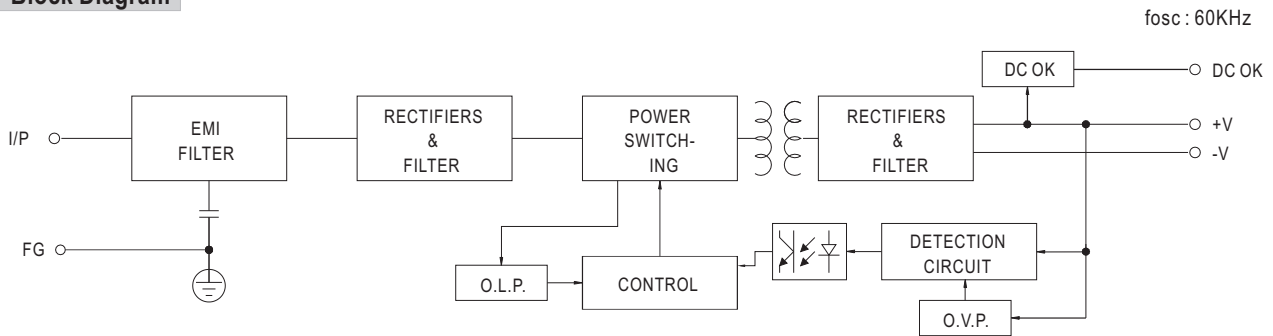 Block Diagram
fosc : 60KHz
DC OK
DC OK
I/P
EMI
FILTER
RECTIFIERS
&
FILTER
POWER
SWITCH-
ING
RECTIFIERS
&
FILTER
+V
-V
FG
O.L.P.
CONTROL
DETECTION
CIRCUIT
O.V.P.